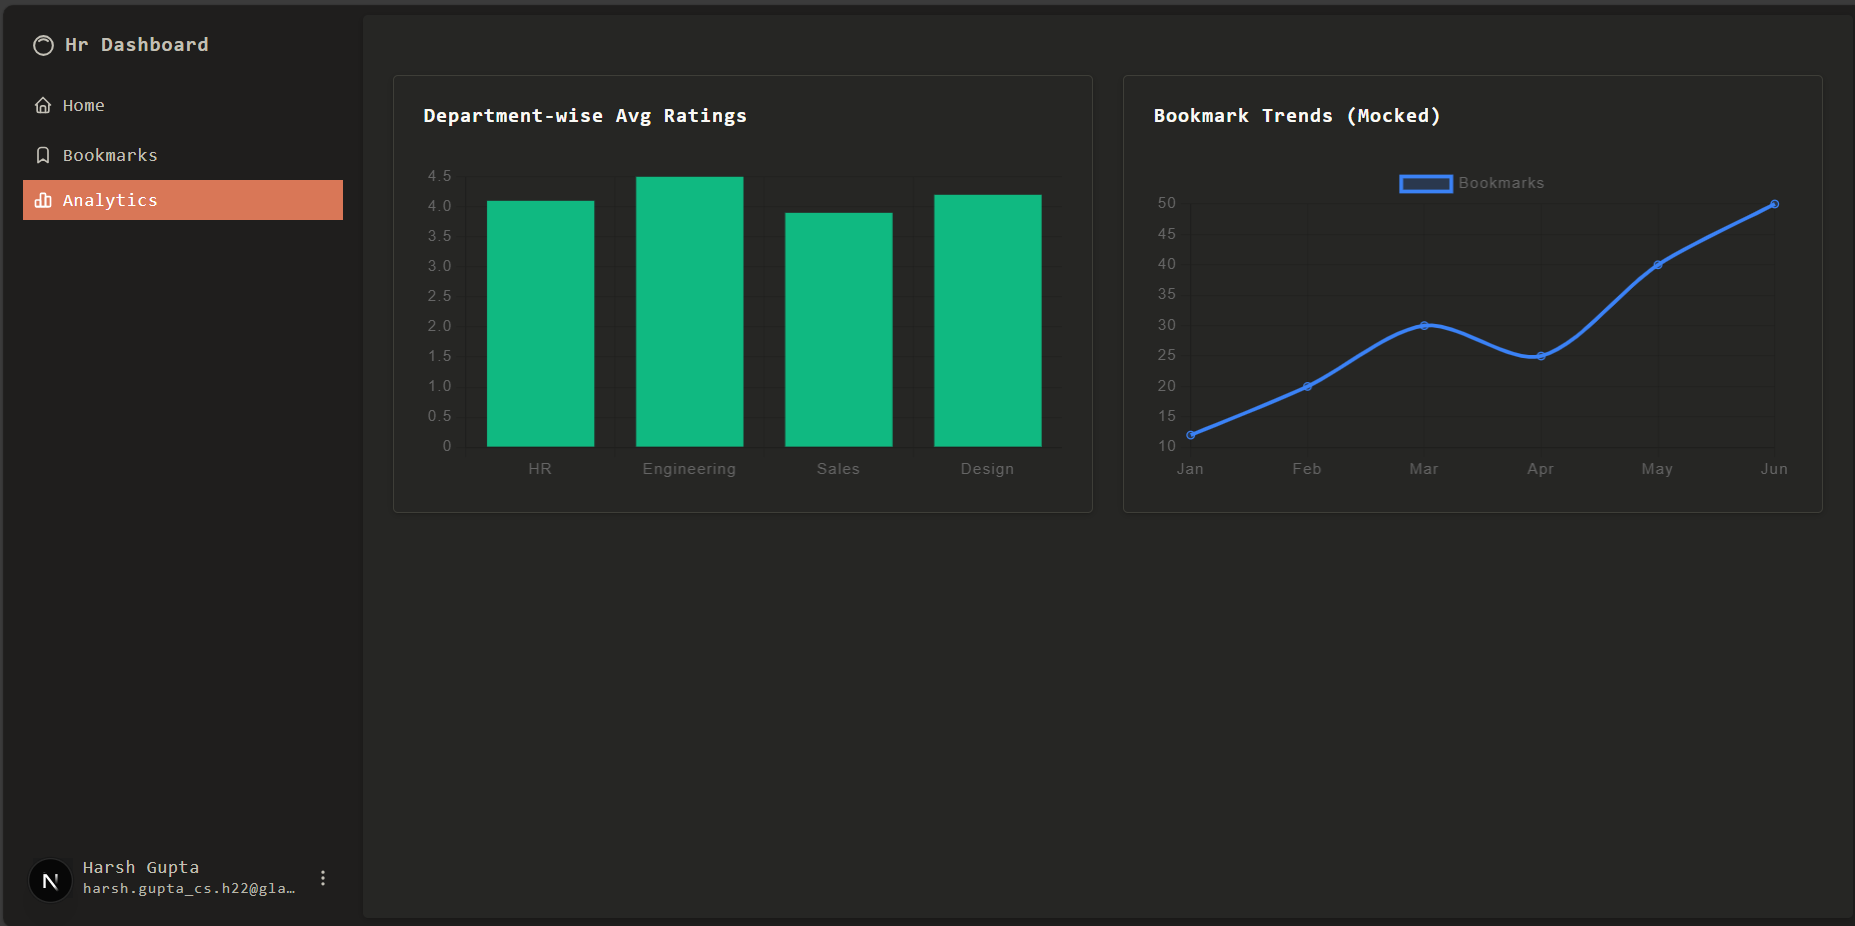 Hr Dashboard
Home
Bookmarks
Analytics
Harsh Gupta
harsh.gupta_cs.h22@gla…
N
Department-wise Avg Ratings
4.5
4.0
3.5
3.0
2.5
2.0
1.5
1.0
0.5
0
HR Engineering Sales Design
Bookmark Trends (Mocked)
Bookmarks
50
45
40
35
30
25
20
15
10
Jan Feb Mar Apr May Jun